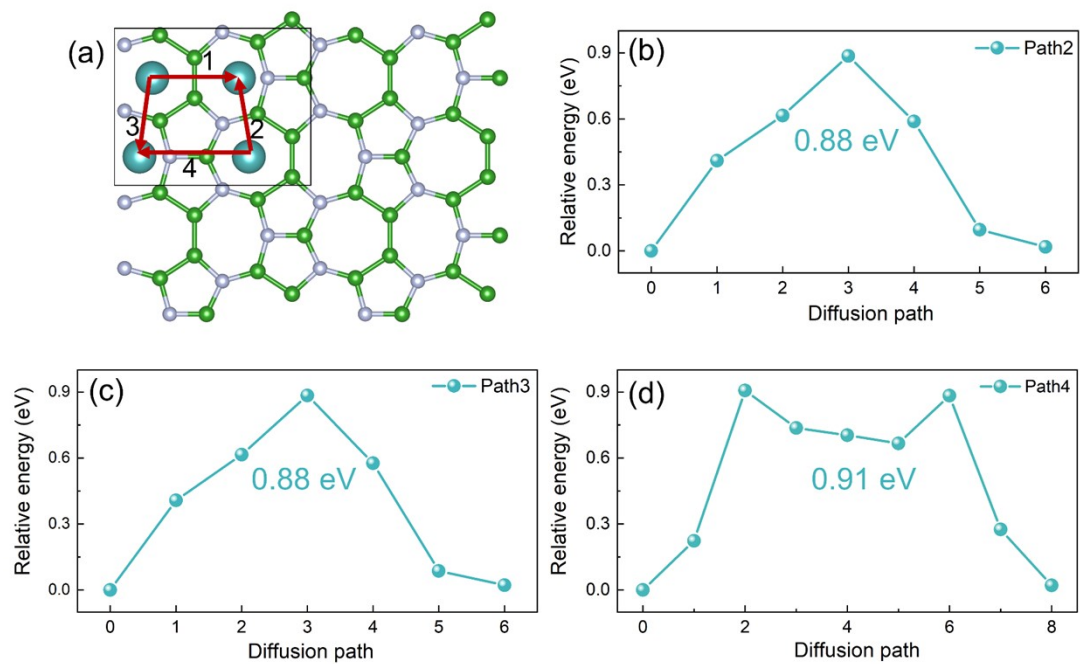 (a)
1
2
3
4
(b)
Path2
0.88 eV
Relative energy (eV)
0.9
0.6
0.3
0.0
0 1 2 3 4 5 6
Diffusion path
(c)
Path3
0.88 eV
Relative energy (eV)
0.9
0.6
0.3
0.0
0 1 2 3 4 5 6
Diffusion path
(d)
Path4
0.91 eV
Relative energy (eV)
0.9
0.6
0.3
0.0
0 2 4 6 8
Diffusion path